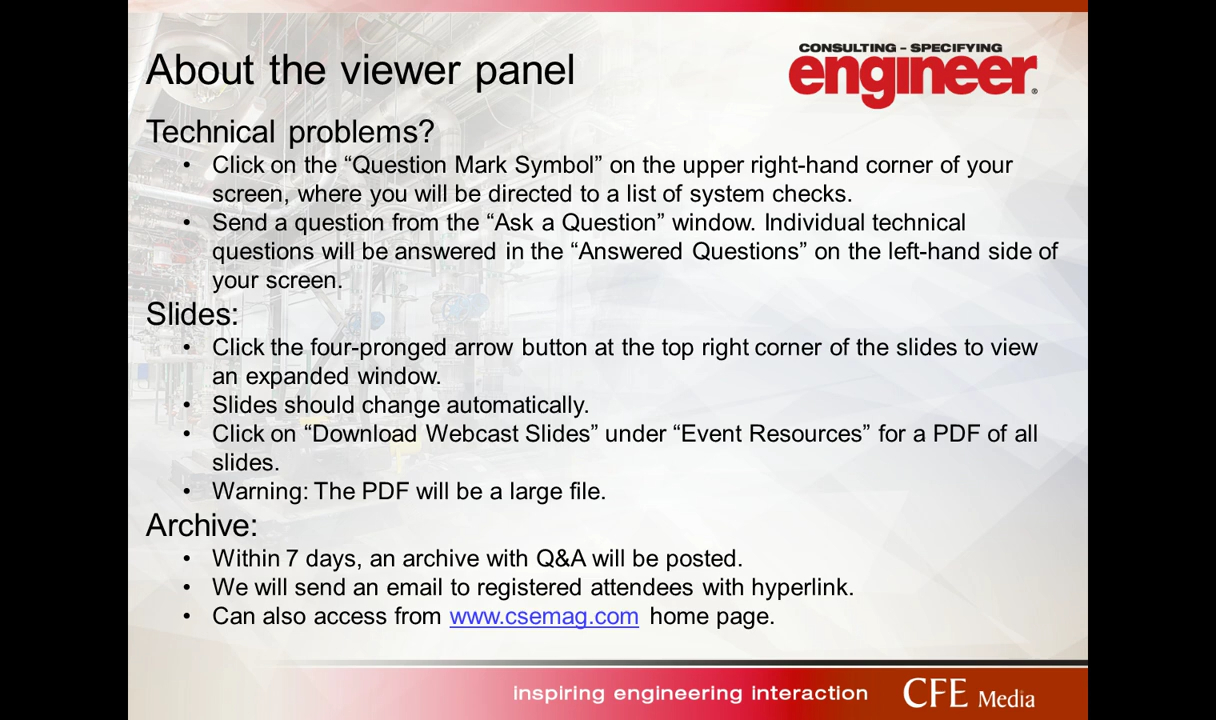 CONSULTING - SPECIFYING
engineer®
About the viewer panel
Technical problems?
• Click on the “Question Mark Symbol” on the upper right-hand corner of your
screen, where you will be directed to a list of system checks.
• Send a question from the “Ask a Question” window. Individual technical
questions will be answered in the “Answered Questions” on the left-hand side of
your screen.
Slides:
• Click the four-pronged arrow button at the top right corner of the slides to view
an expanded window.
• Slides should change automatically.
• Click on “Download Webcast Slides” under “Event Resources” for a PDF of all
slides.
• Warning: The PDF will be a large file.
Archive:
• Within 7 days, an archive with Q&A will be posted.
• We will send an email to registered attendees with hyperlink.
• Can also access from www.csemag.com home page.
inspiring engineering interaction
CFE Media